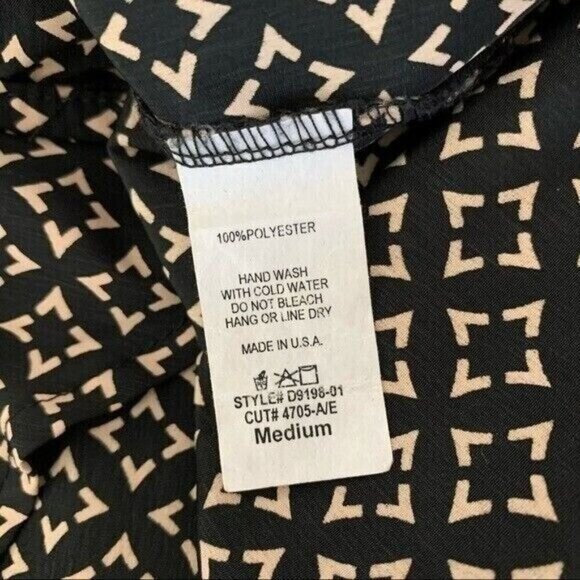 100%POLYESTER
HAND WASH
WITH COLD WATER
DO NOT BLEACH
HANG OR LINE DRY
MADE IN U.S.A.
STYLE# D9198-01
CUT# 4705-A/E
Medium